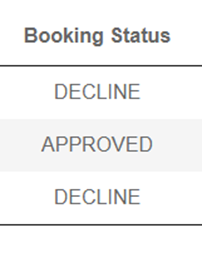 Booking Status
DECLINE
APPROVED
DECLINE